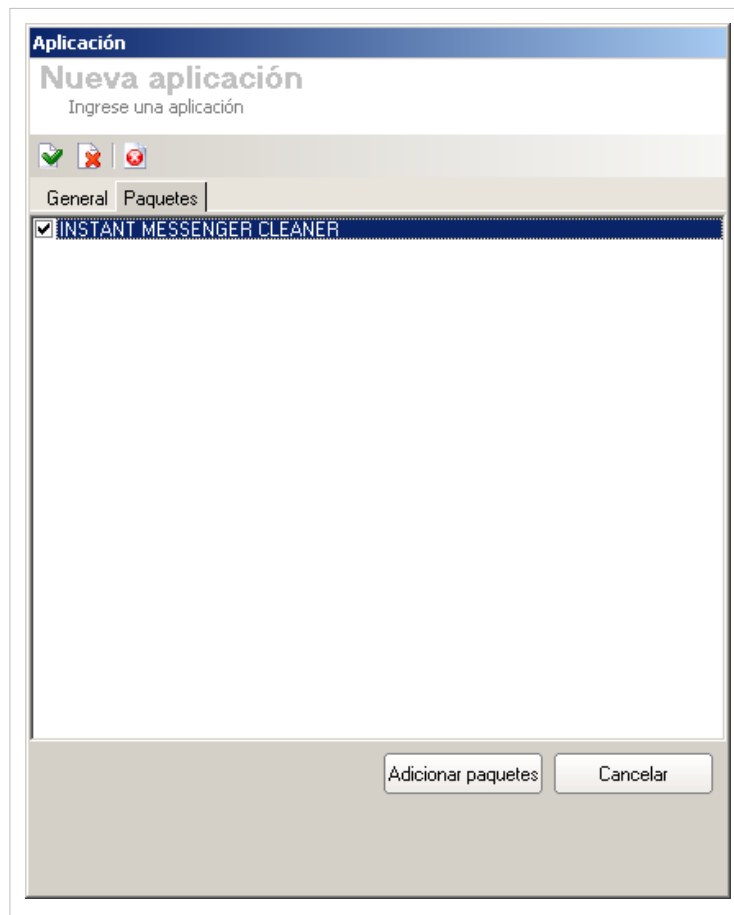 Aplicación
Nueva aplicación
Ingrese una aplicación
General Paquetes
INSTANT MESSENGER CLEANER
Adicionar paquetes Cancelar